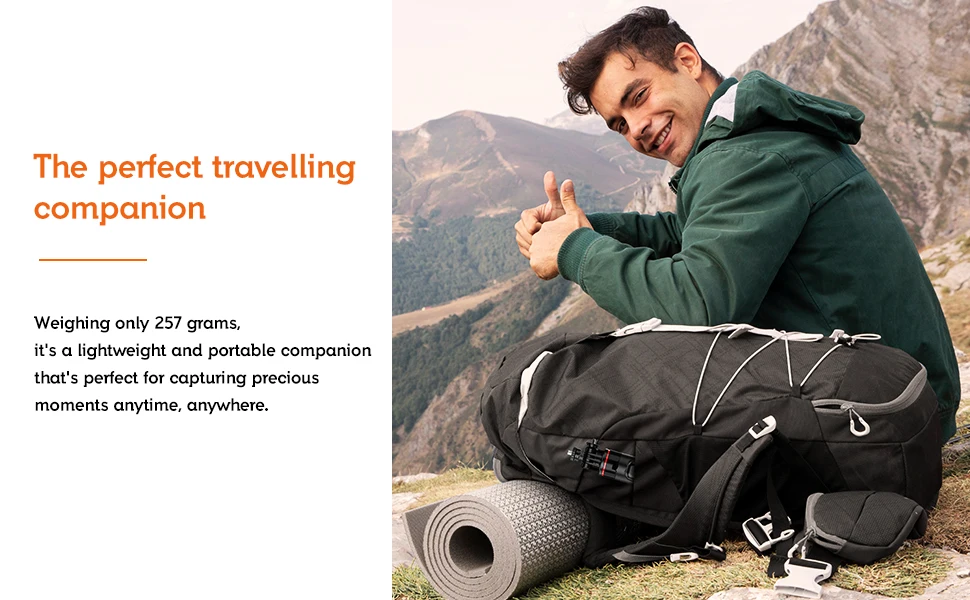 The perfect travelling
companion
Weighing only 257 grams,
it's a lightweight and portable companion
that's perfect for capturing precious
moments anytime, anywhere.